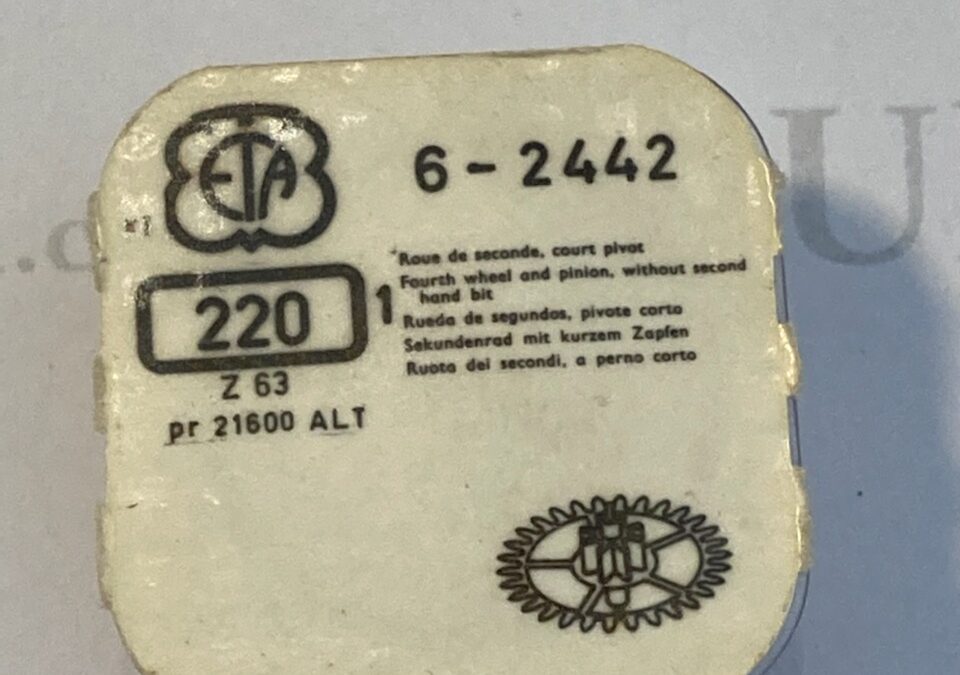 ETA
6-2442
220
1
Z 63
pr 21600 ALT
Roue de seconde, court pivot
Fourth wheel and pinion, without second
hand bit
Rueda de segundos, pivote corto
Sekundenrad mit kurzem Zapfen
Ruota dei secondi, a perno corto
U